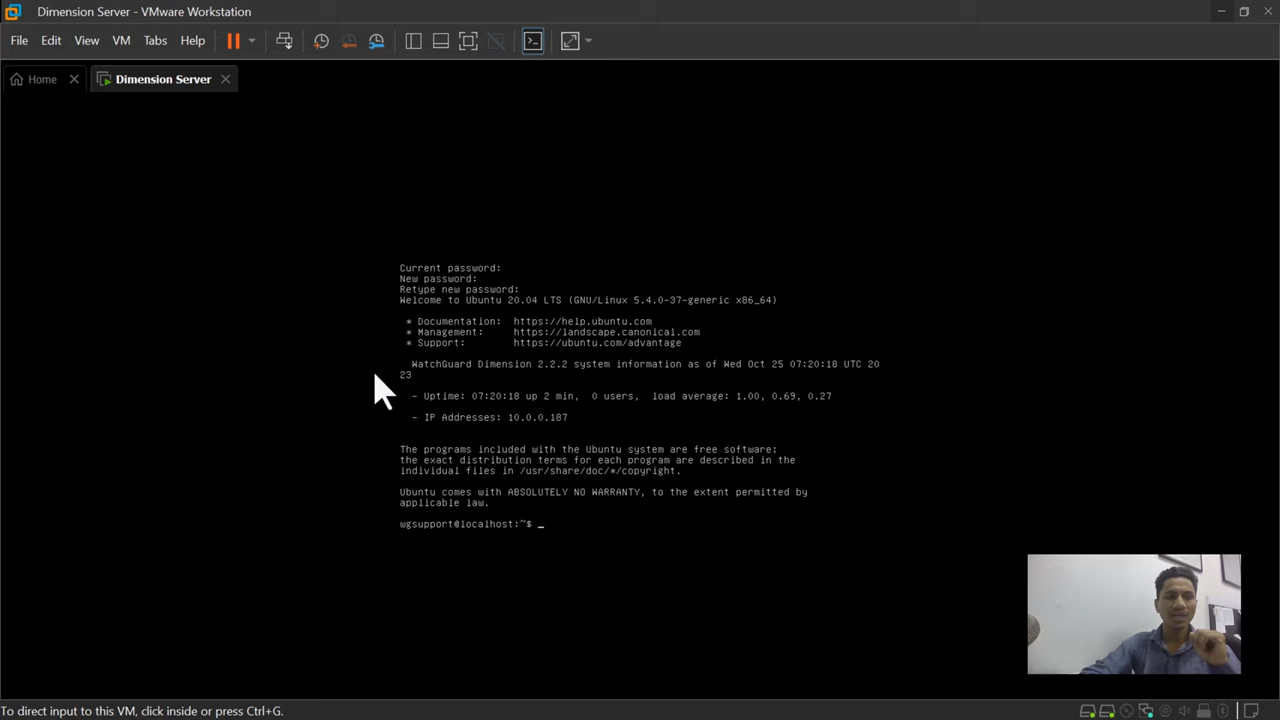 Dimension Server - VMware Workstation
File Edit View VM Tabs Help
Home Dimension Server
Current password:
New password:
Retype new password:
Welcome to Ubuntu 20.04 LTS (GNU/Linux 5.4.0-37-generic x86_64)
* Documentation: https://help.ubuntu.com
* Management: https://landscape.canonical.com
* Support: https://ubuntu.com/advantage
WatchGuard Dimension 2.2.2 system information as of Wed Oct 25 07:20:18 UTC 20
23
- Uptime: 07:20:18 up 2 min, 0 users, load average: 1.00, 0.69, 0.27
- IP Addresses: 10.0.0.187
The programs included with the Ubuntu system are free software;
the exact distribution terms for each program are described in the
individual files in /usr/share/doc/*/copyright.
Ubuntu comes with ABSOLUTELY NO WARRANTY, to the extent permitted by
applicable law.
wgsupport@localhost:~$ _
To direct input to this VM, click inside or press Ctrl+G.